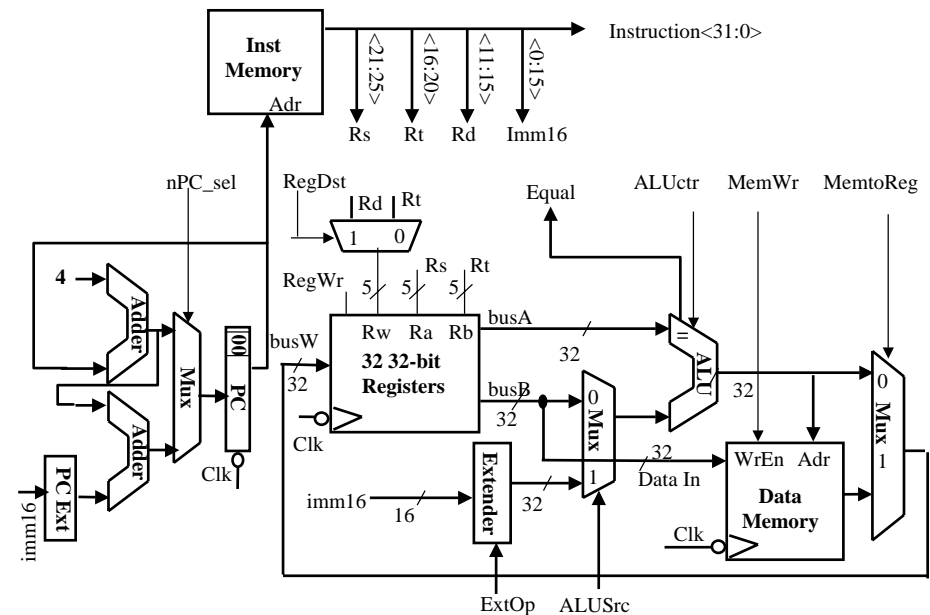 Inst
Memory
Adr
Instruction<31:0>
<21:25>
<16:20>
<11:15>
<0:15>
Rs
Rt
Rd
Imm16
nPC_sel
RegDst
Rd
Rt
1
0
Equal
ALUctr
MemWr
MemtoReg
4
Adder
Mux
00
PC
Adder
PC Ext
imm16
Clk
RegWr
5
5
5
Rs
Rt
busW
32
Rw
Ra
Rb
32 32-bit
Registers
Clk
busA
32
busB
32
0
Mux
1
=
ALU
32
32
Data In
WrEn
Adr
Data
Memory
Clk
0
Mux
1
imm16
16
Extender
32
ExtOp
ALUSrc